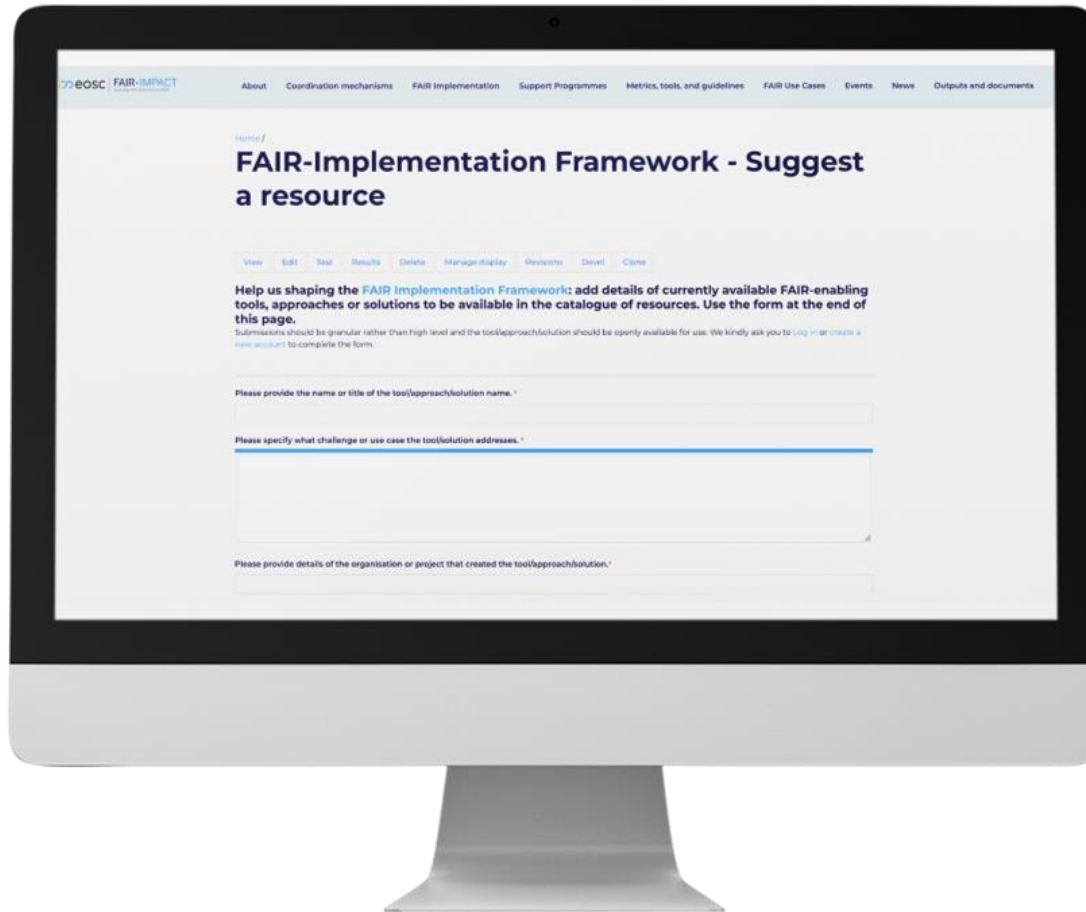 eosc FAIR-IMPACT
About Coordination mechanisms FAIR Implementation Support Programmes Metrics, tools, and guidelines FAIR Use Cases Events News Outputs and documents
Home /
FAIR-Implementation Framework - Suggest
a resource
View Edit Test Results Delete Manage display Revisions Devel Clone
Help us shaping the FAIR Implementation Framework: add details of currently available FAIR-enabling
tools, approaches or solutions to be available in the catalogue of resources. Use the form at the end of
this page.
Submissions should be granular rather than high level and the tool/approach/solution should be openly available for use. We kindly ask you to Log in or create a
new account to complete the form.
Please provide the name or title of the tool/approach/solution name. *
Please specify what challenge or use case the tool/solution addresses. *
Please provide details of the organisation or project that created the tool/approach/solution.*